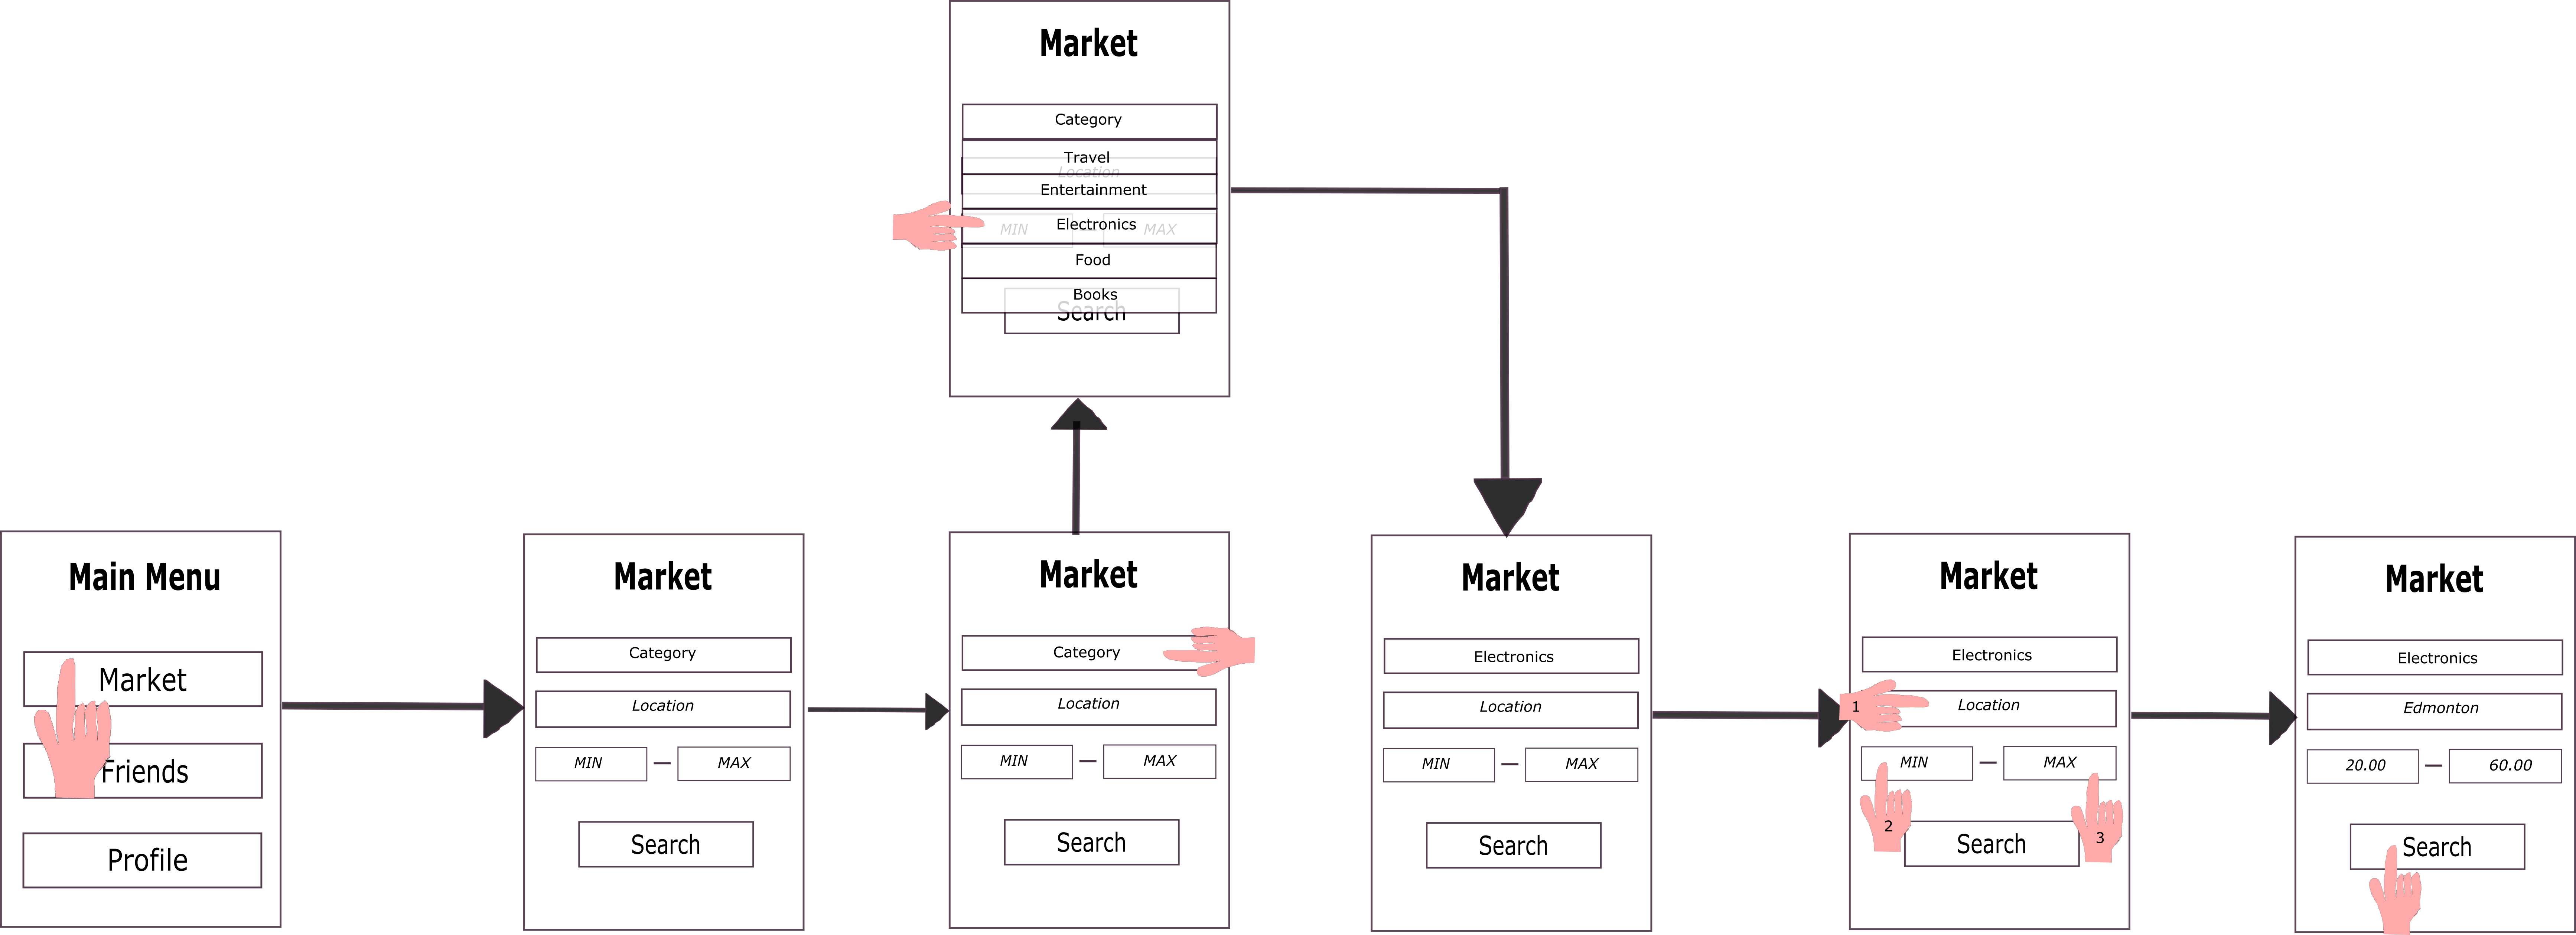 Market
Category
Travel
Location
Entertainment
MIN
Electronics
MAX
Food
Books
Search
Main Menu
Market
Friends
Profile
Market
Category
Location
MIN — MAX
Search
Market
Category
Location
MIN — MAX
Search
Market
Electronics
Location
MIN — MAX
Search
Market
Electronics
1
Location
MIN — MAX
2
3
Search
Market
Electronics
Edmonton
20.00 — 60.00
Search